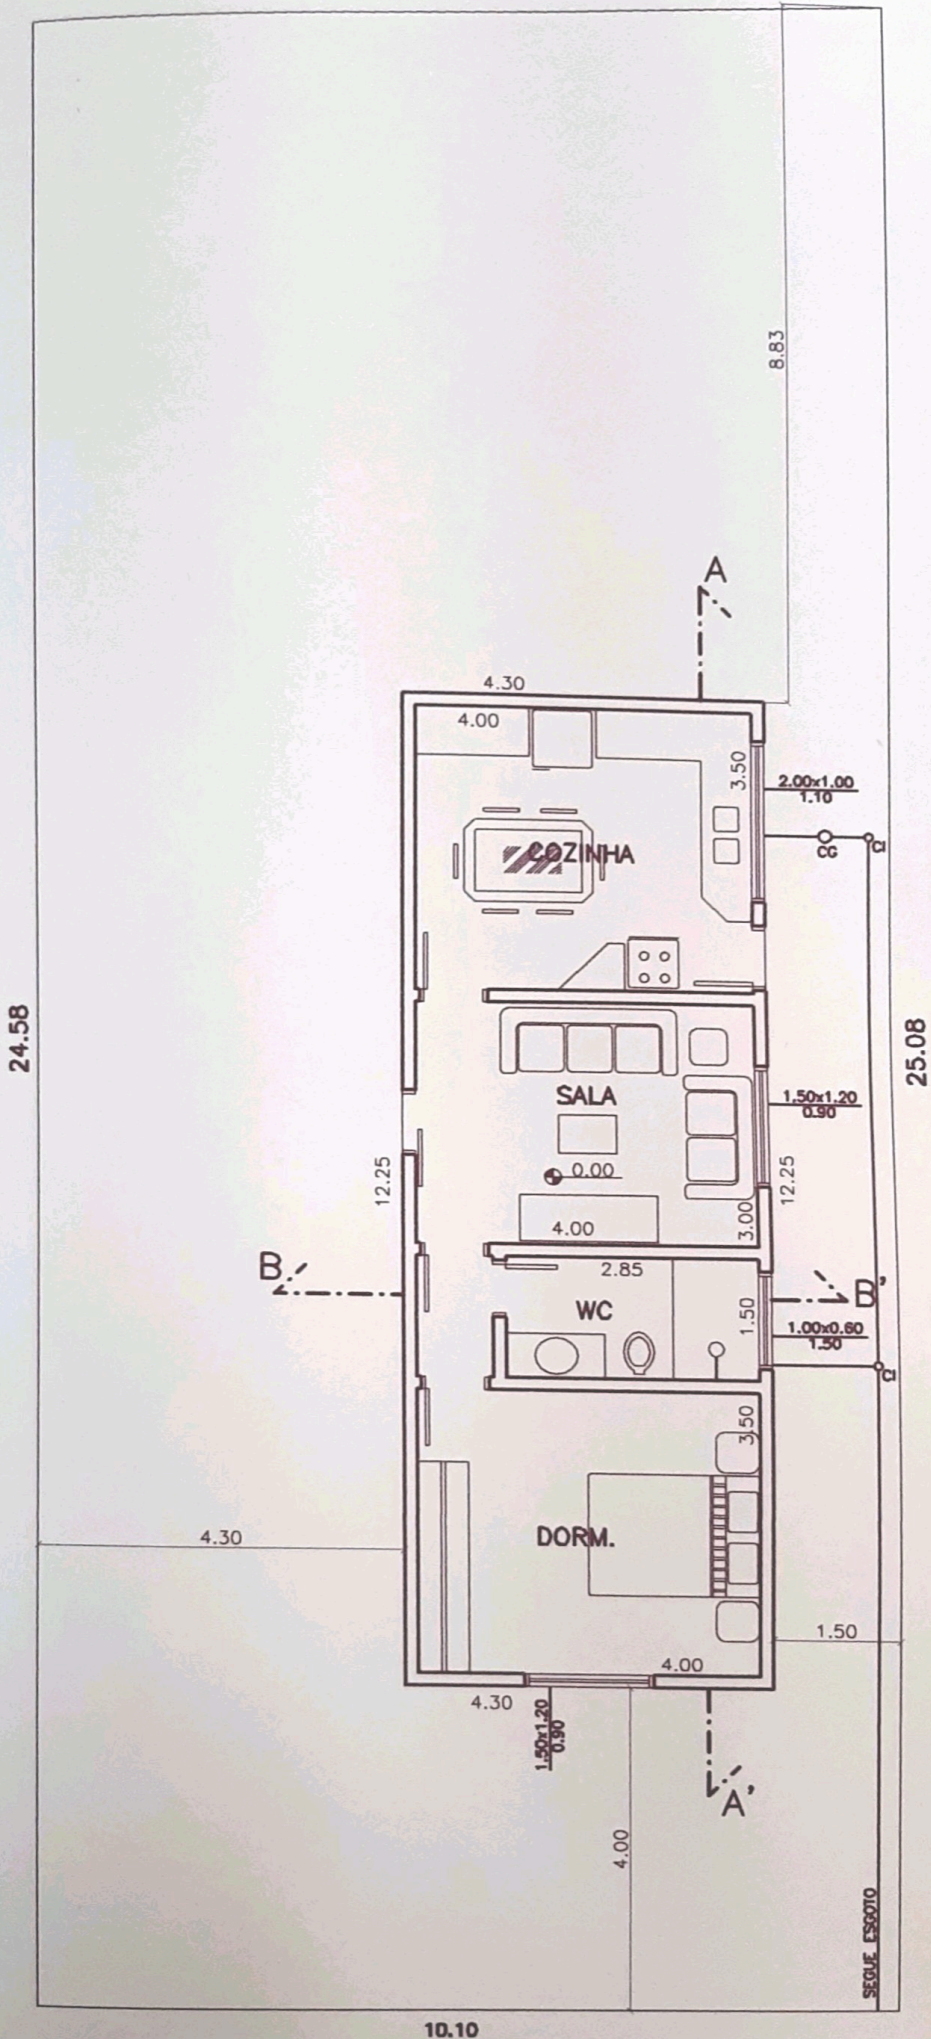 8.83
A
4.30
4.00
3.50
2.00x1.00
1.10
COZINHA
CG
CI
24.58
25.08
SALA
1.50x1.20
0.90
12.25
0.00
12.25
4.00
3.00
B
2.85
B'
WC
1.50
1.00x0.60
1.50
CI
3.50
4.30
DORM.
1.50
4.00
4.30
1.50x1.20
0.90
A'
4.00
SEGUE ESGOTO
10.10